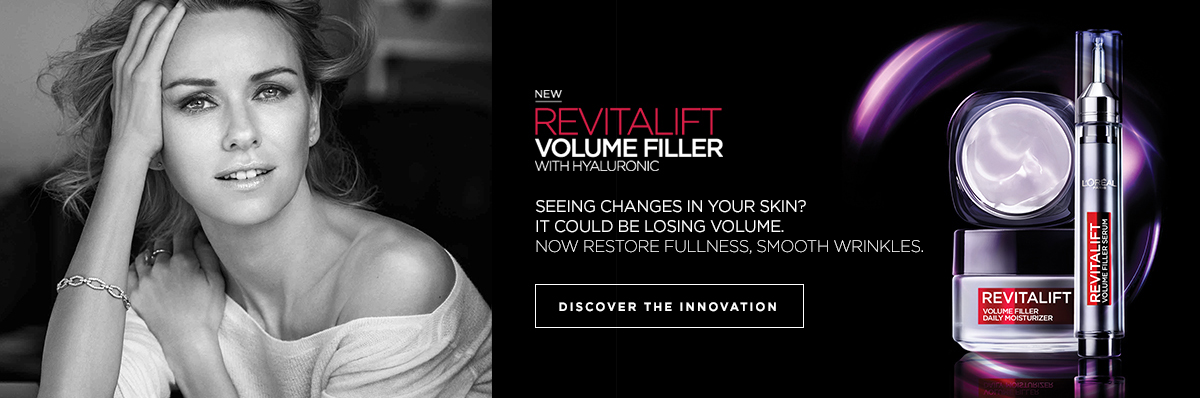 NEW
REVITALIFT
VOLUME FILLER
WITH HYALURONIC
SEEING CHANGES IN YOUR SKIN?
IT COULD BE LOSING VOLUME.
NOW RESTORE FULLNESS, SMOOTH WRINKLES.
DISCOVER THE INNOVATION
L'ORÉAL
PARIS
REVITALIFT
VOLUME FILLER SERUM
REVITALIFT
VOLUME FILLER
DAILY MOISTURIZER